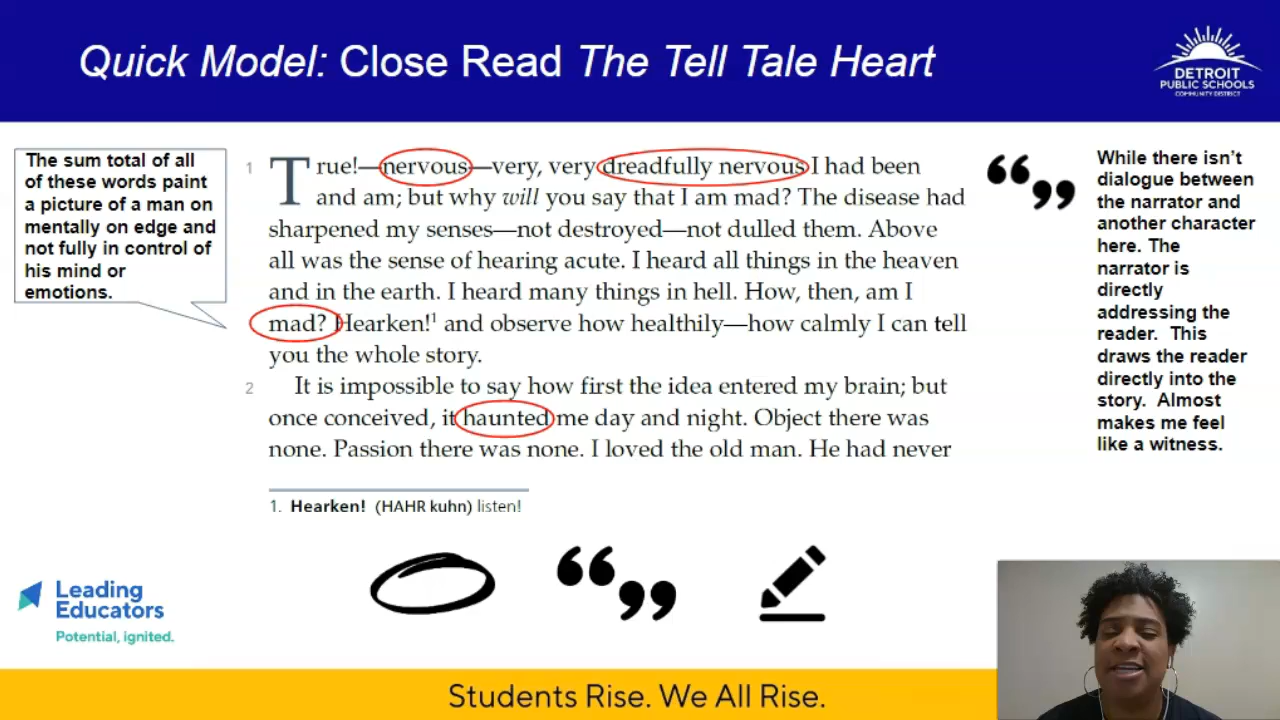 Quick Model: Close Read The Tell Tale Heart
DETROIT
PUBLIC SCHOOLS
COMMUNITY DISTRICT
The sum total of all
of these words paint
a picture of a man on
mentally on edge and
not fully in control of
his mind or
emotions.
1 True!—nervous—very, very dreadfully nervous I had been
and am; but why will you say that I am mad? The disease had
sharpened my senses—not destroyed—not dulled them. Above
all was the sense of hearing acute. I heard all things in the heaven
and in the earth. I heard many things in hell. How, then, am I
mad? Hearken!1 and observe how healthily—how calmly I can tell
you the whole story.
2 It is impossible to say how first the idea entered my brain; but
once conceived, it haunted me day and night. Object there was
none. Passion there was none. I loved the old man. He had never
1. Hearken! (HAHR kuhn) listen!
While there isn't
dialogue between
the narrator and
another character
here. The
narrator is
directly
addressing the
reader. This
draws the reader
directly into the
story. Almost
makes me feel
like a witness.
Leading
Educators
Potential, ignited.
Students Rise. We All Rise.